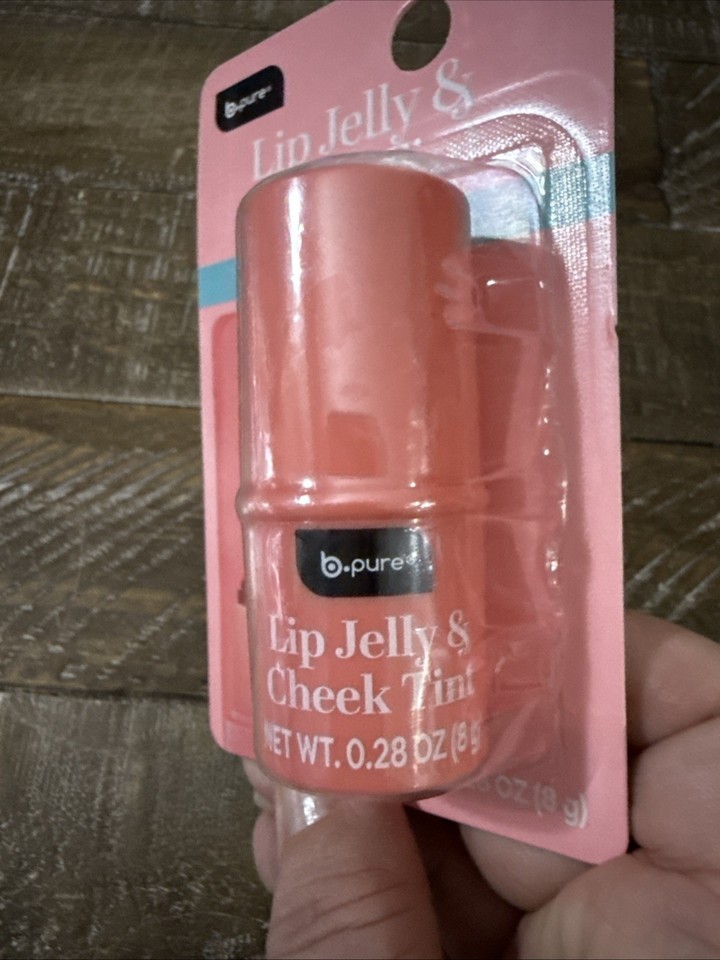 b.pure®
Lip Jelly &
b.pure®
Lip Jelly &
Cheek Tint
NET WT. 0.28 OZ (8 g)
OZ (8 g)